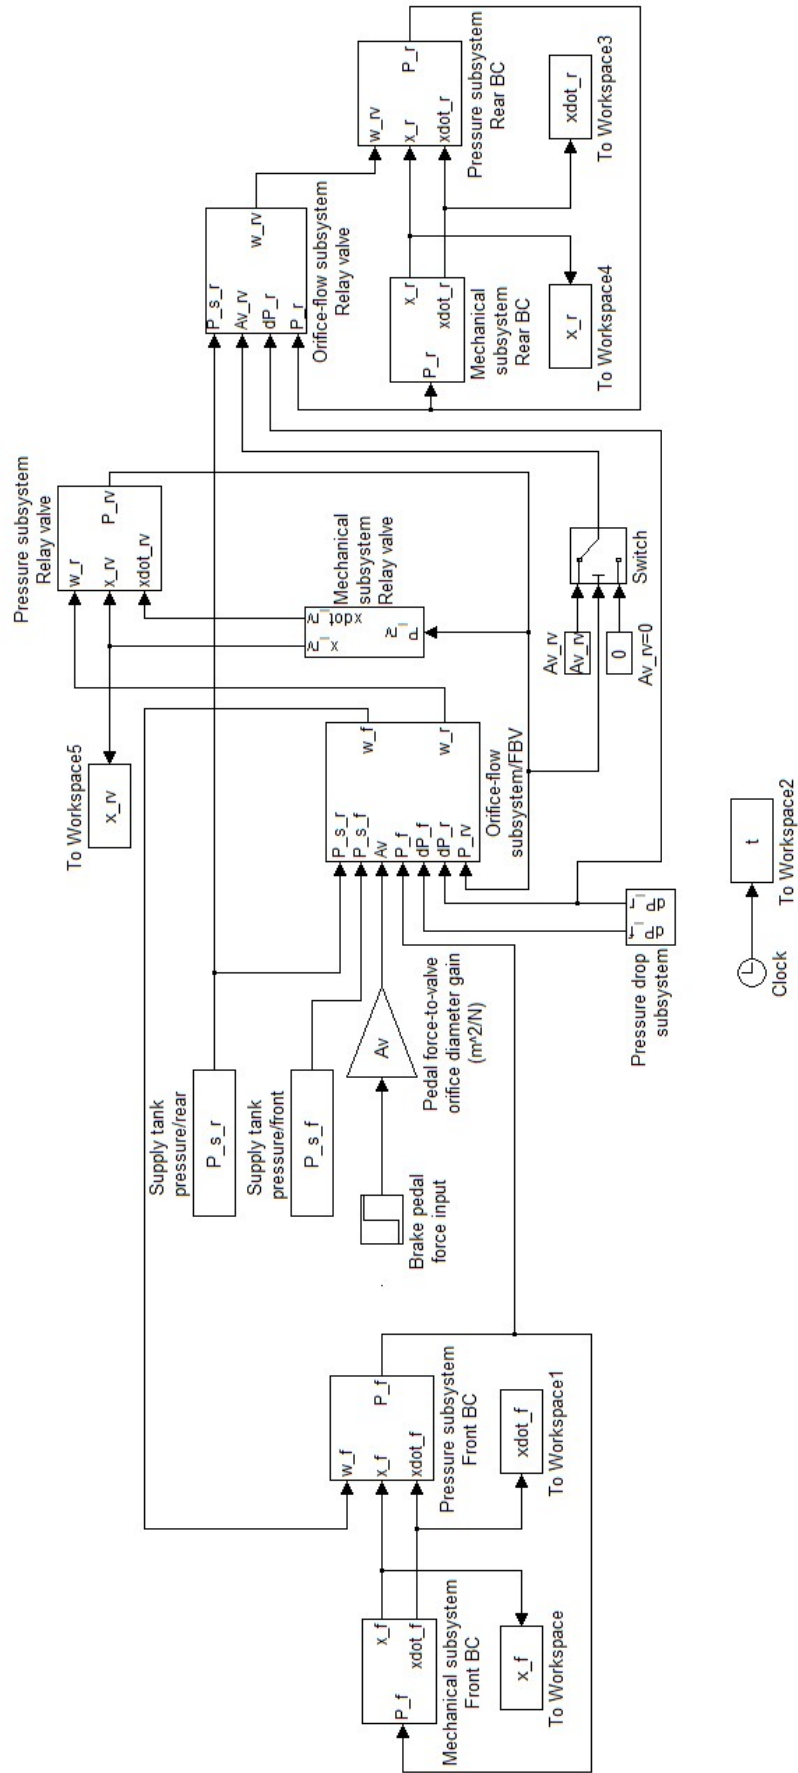 Mechanical subsystem
Front BC
P_f
x_f
xdot_f
x_f
To Workspace
Pressure subsystem
Front BC
w_f
x_f
xdot_f
P_f
xdot_f
To Workspace1
Brake pedal
force input
Supply tank
pressure/rear
P_s_r
Supply tank
pressure/front
P_s_f
Av
Pedal force-to-valve
orifice diameter gain
(m^2/N)
Pressure drop
subsystem
dP_f
dP_r
Clock
t
To Workspace2
To Workspace5
x_rv
P_s_r
P_s_f
Av
P_f
dP_f
dP_r
P_rv
w_f
w_r
Orifice-flow
subsystem/FBV
Mechanical
subsystem
Relay valve
P_rv
x_rv
xdot_rv
Av_rv
Av_rv
0
Av_rv=0
Switch
Pressure subsystem
Relay valve
w_r
x_rv
xdot_rv
P_rv
P_s_r
Av_rv
dP_r
P_r
w_rv
Orifice-flow subsystem
Relay valve
P_r
x_r
xdot_r
Mechanical
subsystem
Rear BC
x_r
To Workspace4
w_rv
x_r
xdot_r
P_r
Pressure subsystem
Rear BC
xdot_r
To Workspace3